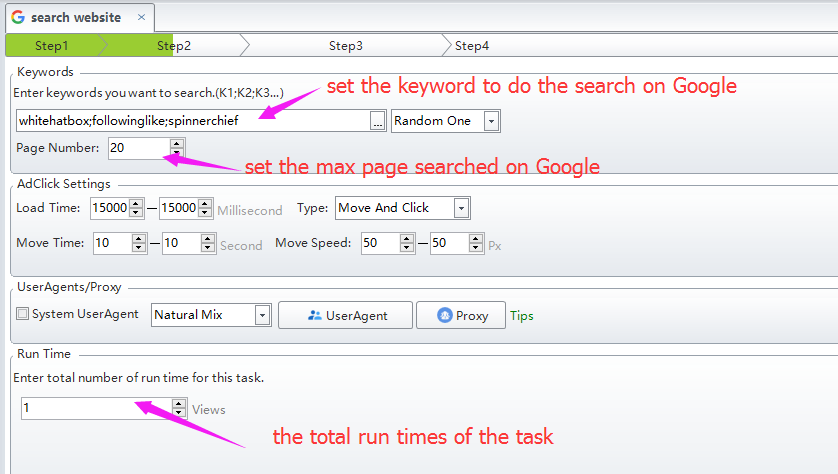 search website ×
Step1 Step2 Step3 Step4
Keywords
Enter keywords you want to search.(K1;K2;K3...)
set the keyword to do the search on Google
whitehatbox;followinglike;spinnerchief ... Random One
Page Number: 20
set the max page searched on Google
AdClick Settings
Load Time: 15000 — 15000 Millisecond Type: Move And Click
Move Time: 10 — 10 Second Move Speed: 50 — 50 Px
UserAgents/Proxy
System UserAgent Natural Mix UserAgent Proxy Tips
Run Time
Enter total number of run time for this task.
1 Views
the total run times of the task